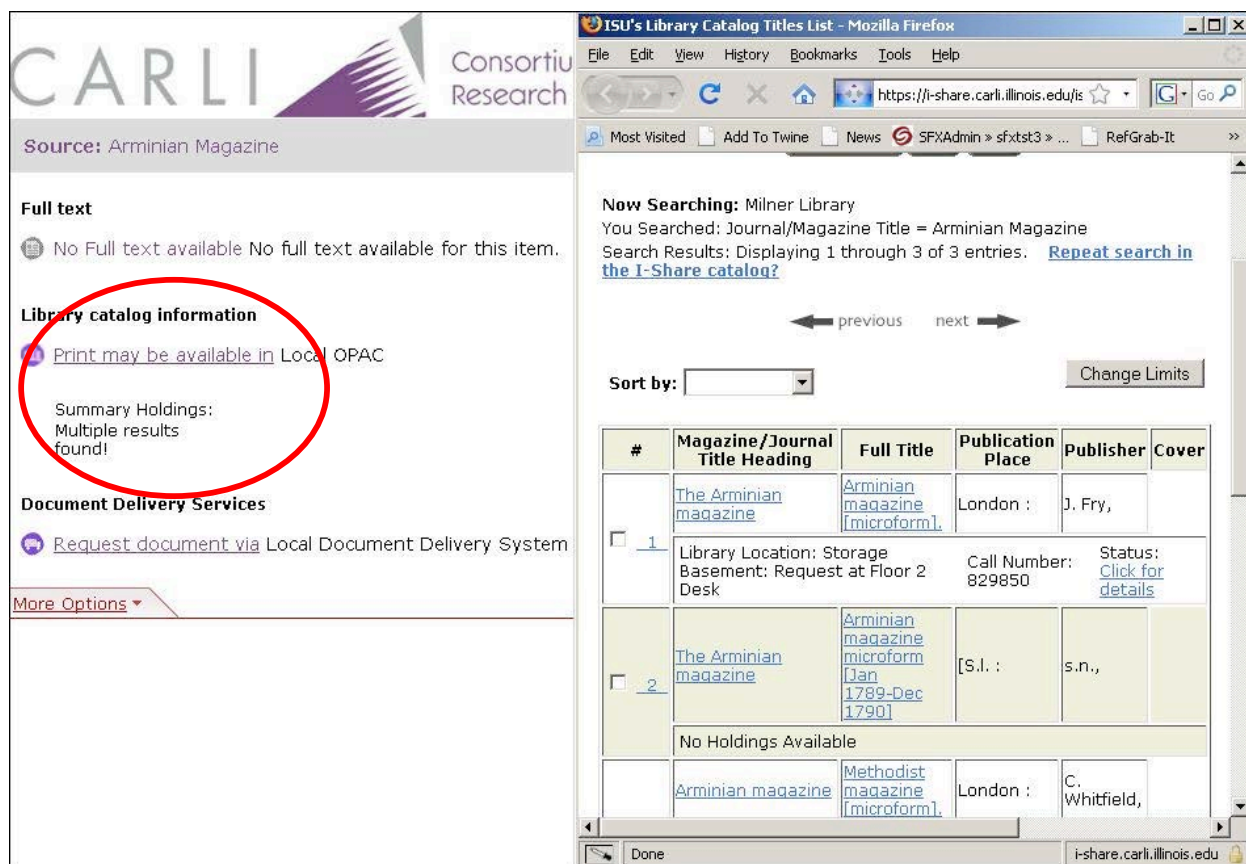 CARLI
Consortiu
Research
Source: Arminian Magazine
Full text
No Full text available No full text available for this item.
Library catalog information
Print may be available in Local OPAC
Summary Holdings:
Multiple results
found!
Document Delivery Services
Request document via Local Document Delivery System
More Options
ISU's Library Catalog Titles List - Mozilla Firefox
File Edit View History Bookmarks Tools Help
https://i-share.carli.illinois.edu/is
G Go
Most Visited Add To Twine News SFXAdmin » sfxtst3 » ... RefGrab-It »
Now Searching: Milner Library
You Searched: Journal/Magazine Title = Arminian Magazine
Search Results: Displaying 1 through 3 of 3 entries. Repeat search in
the I-Share catalog?
previous next
Sort by:
Change Limits
# Magazine/Journal Title Heading Full Title Publication Place Publisher Cover
1
The Arminian
magazine
Arminian
magazine
[microform].
London :
J. Fry,
Library Location: Storage
Basement: Request at Floor 2
Desk
Call Number:
829850
Status:
Click for
details
2
The Arminian
magazine
Arminian
magazine
microform
[Jan
1789-Dec
1790]
[S.l. :
s.n.,
No Holdings Available
Arminian magazine
Methodist
magazine
[microform].
London :
C.
Whitfield,
Done
i-share.carli.illinois.edu